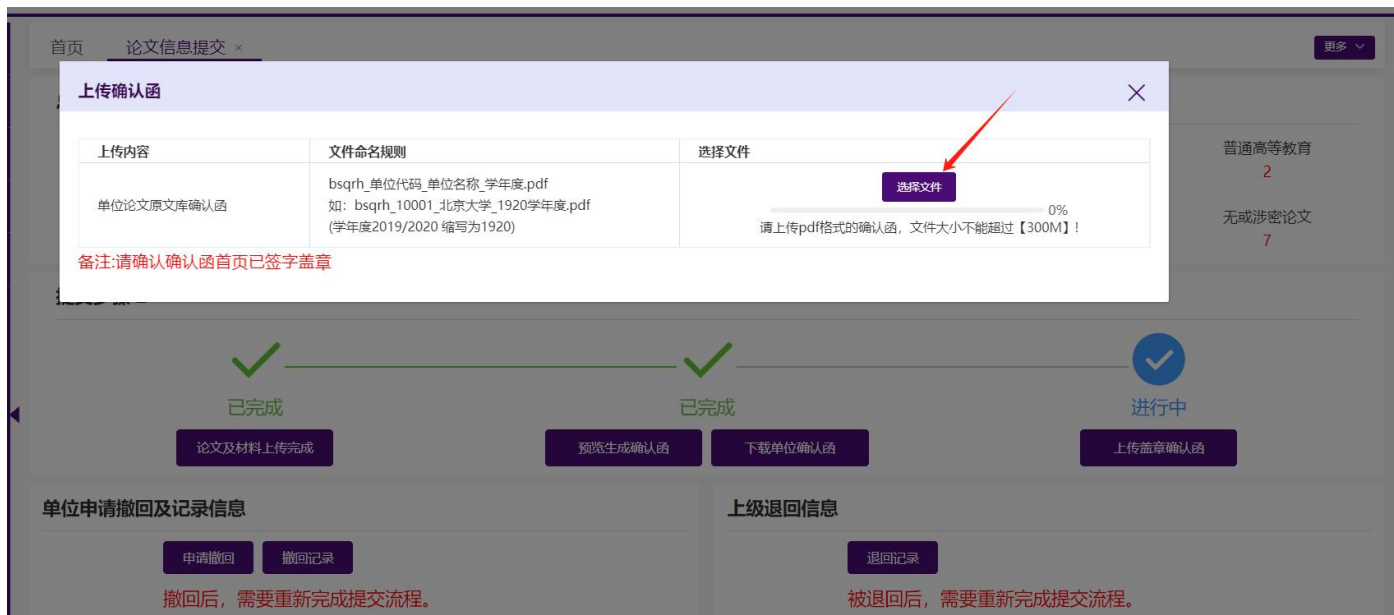 首页
论文信息提交 ×
更多
上传确认函
上传内容
文件命名规则
选择文件
单位论文原文库确认函
bsqrh_单位代码_单位名称_学年度.pdf
如：bsqrh_10001_北京大学_1920学年度.pdf
(学年度2019/2020 缩写为1920)
选择文件
0%
请上传pdf格式的确认函，文件大小不能超过【300M】!
备注:请确认确认函首页已签字盖章
普通高等教育
2
无或涉密论文
7
已完成
已完成
进行中
论文及材料上传完成
预览生成确认函
下载单位确认函
上传盖章确认函
单位申请撤回及记录信息
上级退回信息
申请撤回
撤回记录
退回记录
撤回后，需要重新完成提交流程。
被退回后，需要重新完成提交流程。